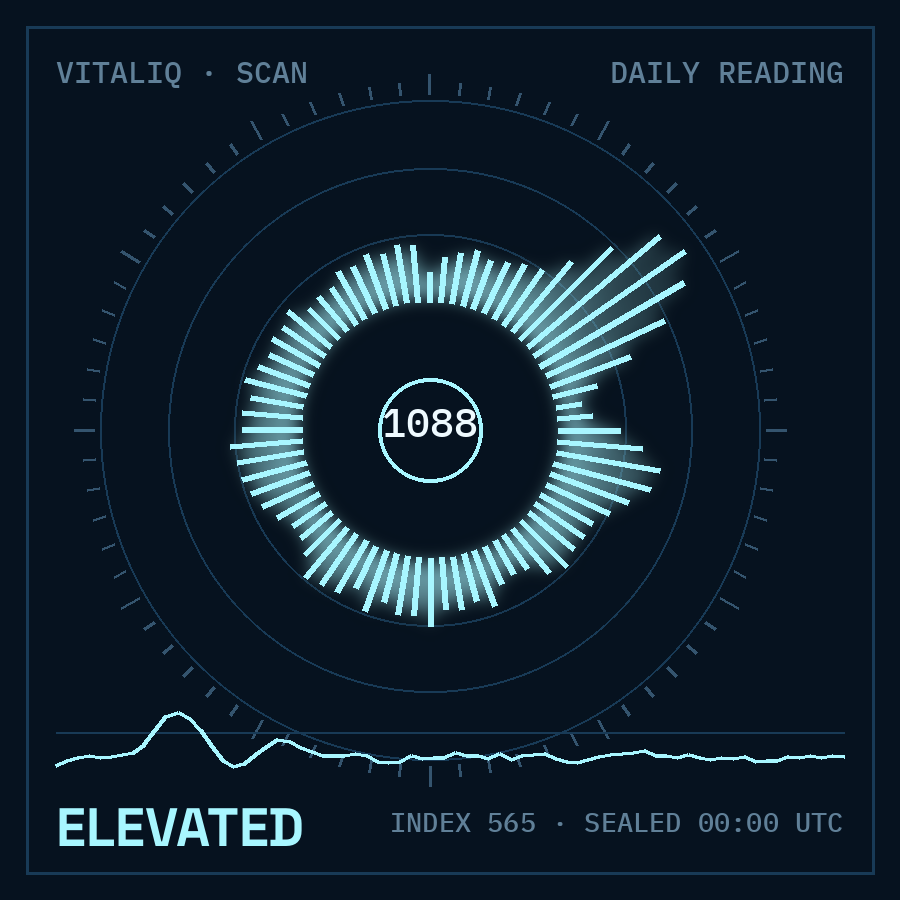 VITALIQ · SCAN
DAILY READING
1088
ELEVATED
INDEX 565 · SEALED 00:00 UTC